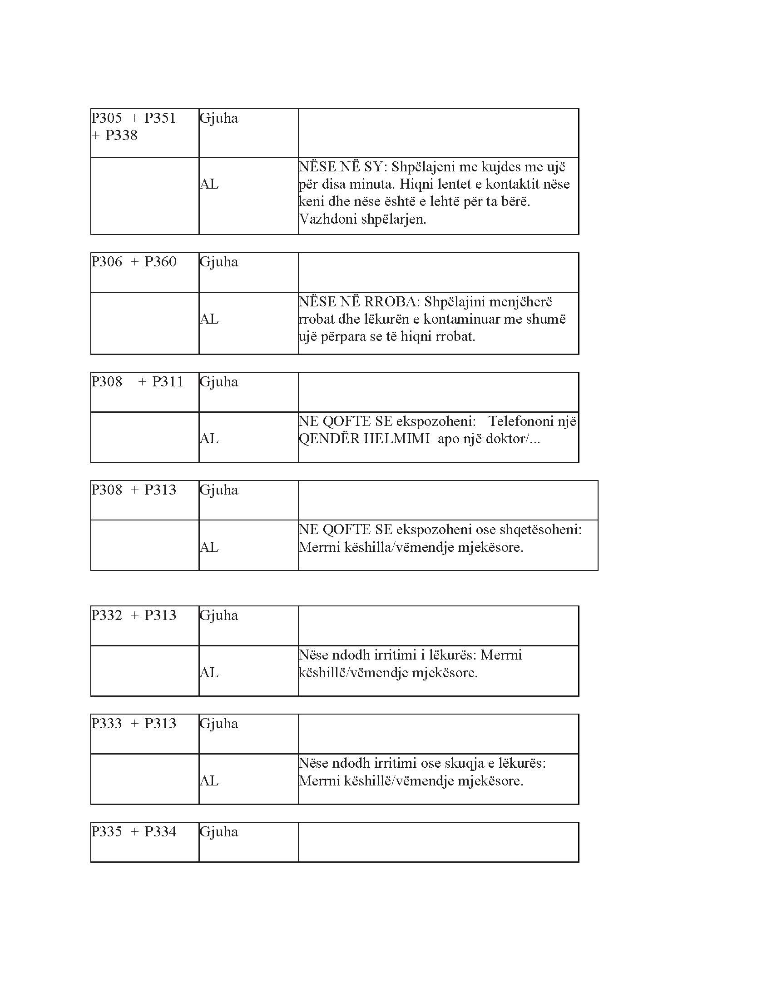 P305 + P351 Gjuha
+ P338
NËSE NË SY: Shpëlajeni me kujdes me ujë
AL për disa minuta. Hiqni lentet e kontaktit nëse
keni dhe nëse është e lehtë për ta bërë.
Vazhdoni shpëlarjen.
P306 + P360 Gjuha
NËSE NË RROBA: Shpëlajini menjëherë
AL rrobat dhe lëkurën e kontaminuar me shumë
ujë përpara se të hiqni rrobat.
P308 + P311 Gjuha
NE QOFTE SE ekspozoheni: Telefononi një
AL QENDËR HELMIMI apo një doktor/...
P308 + P313 Gjuha
NE QOFTE SE ekspozoheni ose shqetësoheni:
AL Merrni këshilla/vëmendje mjekësore.
P332 + P313 Gjuha
Nëse ndodh irritimi i lëkurës: Merrni
AL këshillë/vëmendje mjekësore.
P333 + P313 Gjuha
Nëse ndodh irritimi ose skuqja e lëkurës:
AL Merrni këshillë/vëmendje mjekësore.
P335 + P334 Gjuha